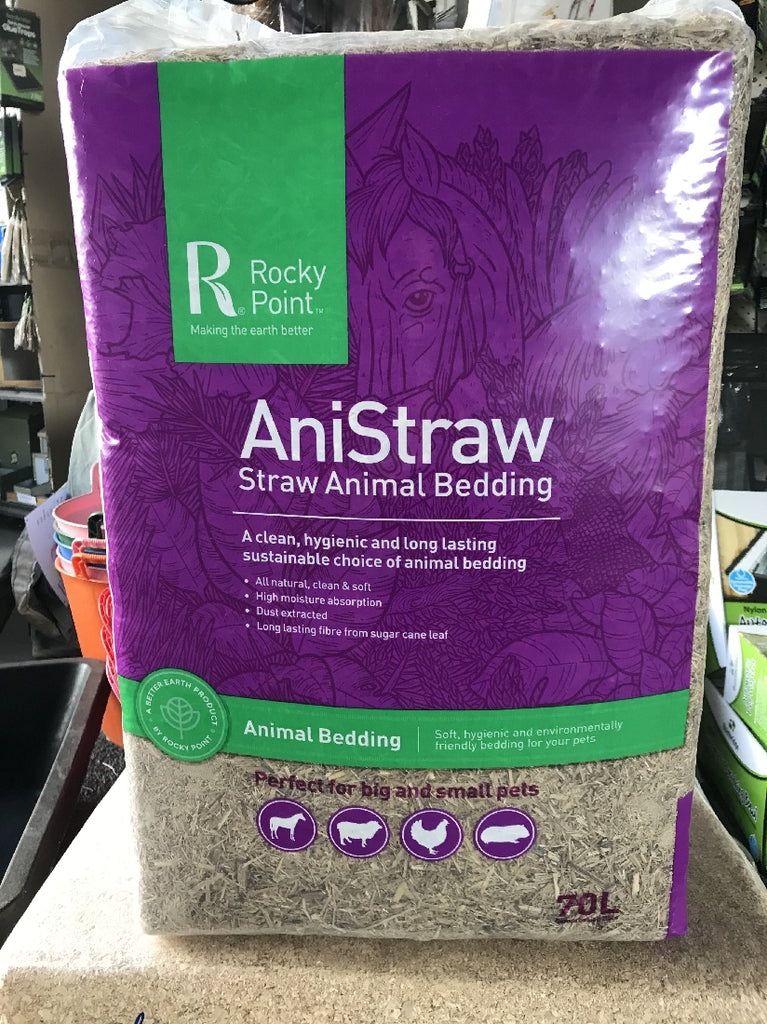 GlueTraps
R®
Rocky
Point™
Making the earth better
AniStraw
Straw Animal Bedding
A clean, hygienic and long lasting
sustainable choice of animal bedding
• All natural, clean & soft
• High moisture absorption
• Dust extracted
• Long lasting fibre from sugar cane leaf
A BETTER EARTH PRODUCT
BY ROCKY POINT
Animal Bedding
Soft, hygienic and environmentally
friendly bedding for your pets
Perfect for big and small pets
70L
Nylon